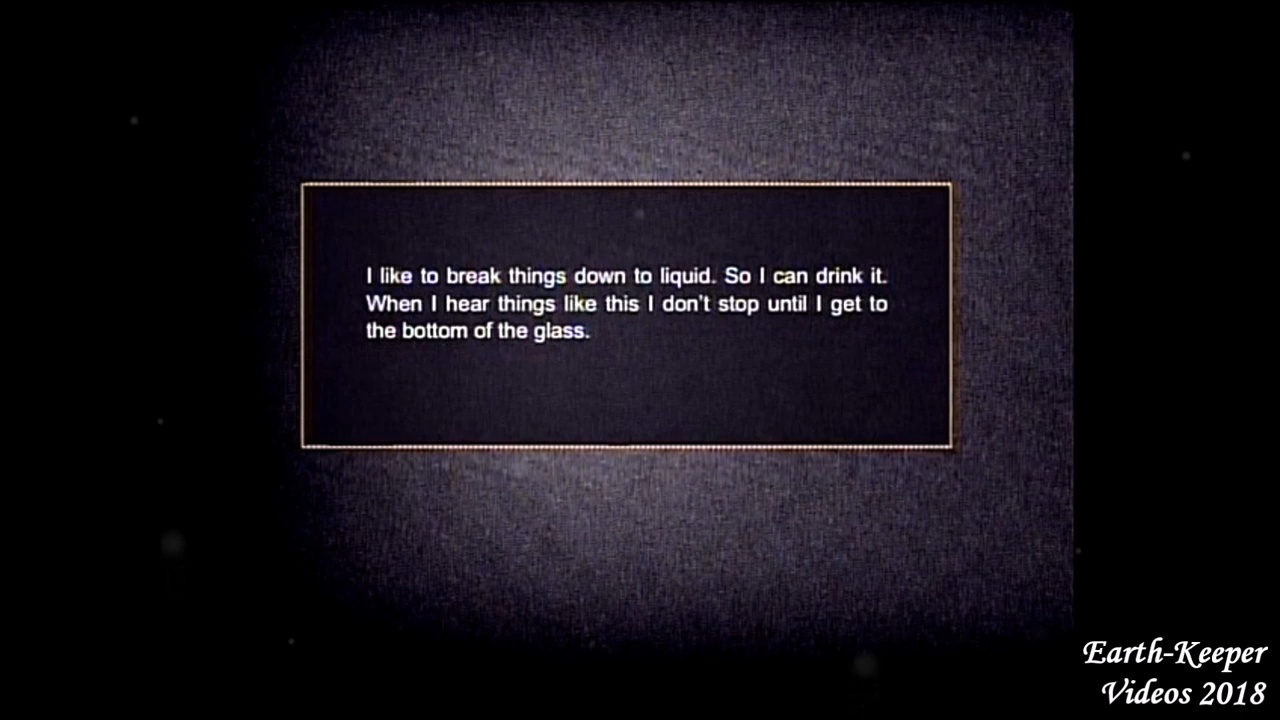 I like to break things down to liquid. So I can drink it.
When I hear things like this I don't stop until I get to
the bottom of the glass.
Earth-Keeper
Videos 2018